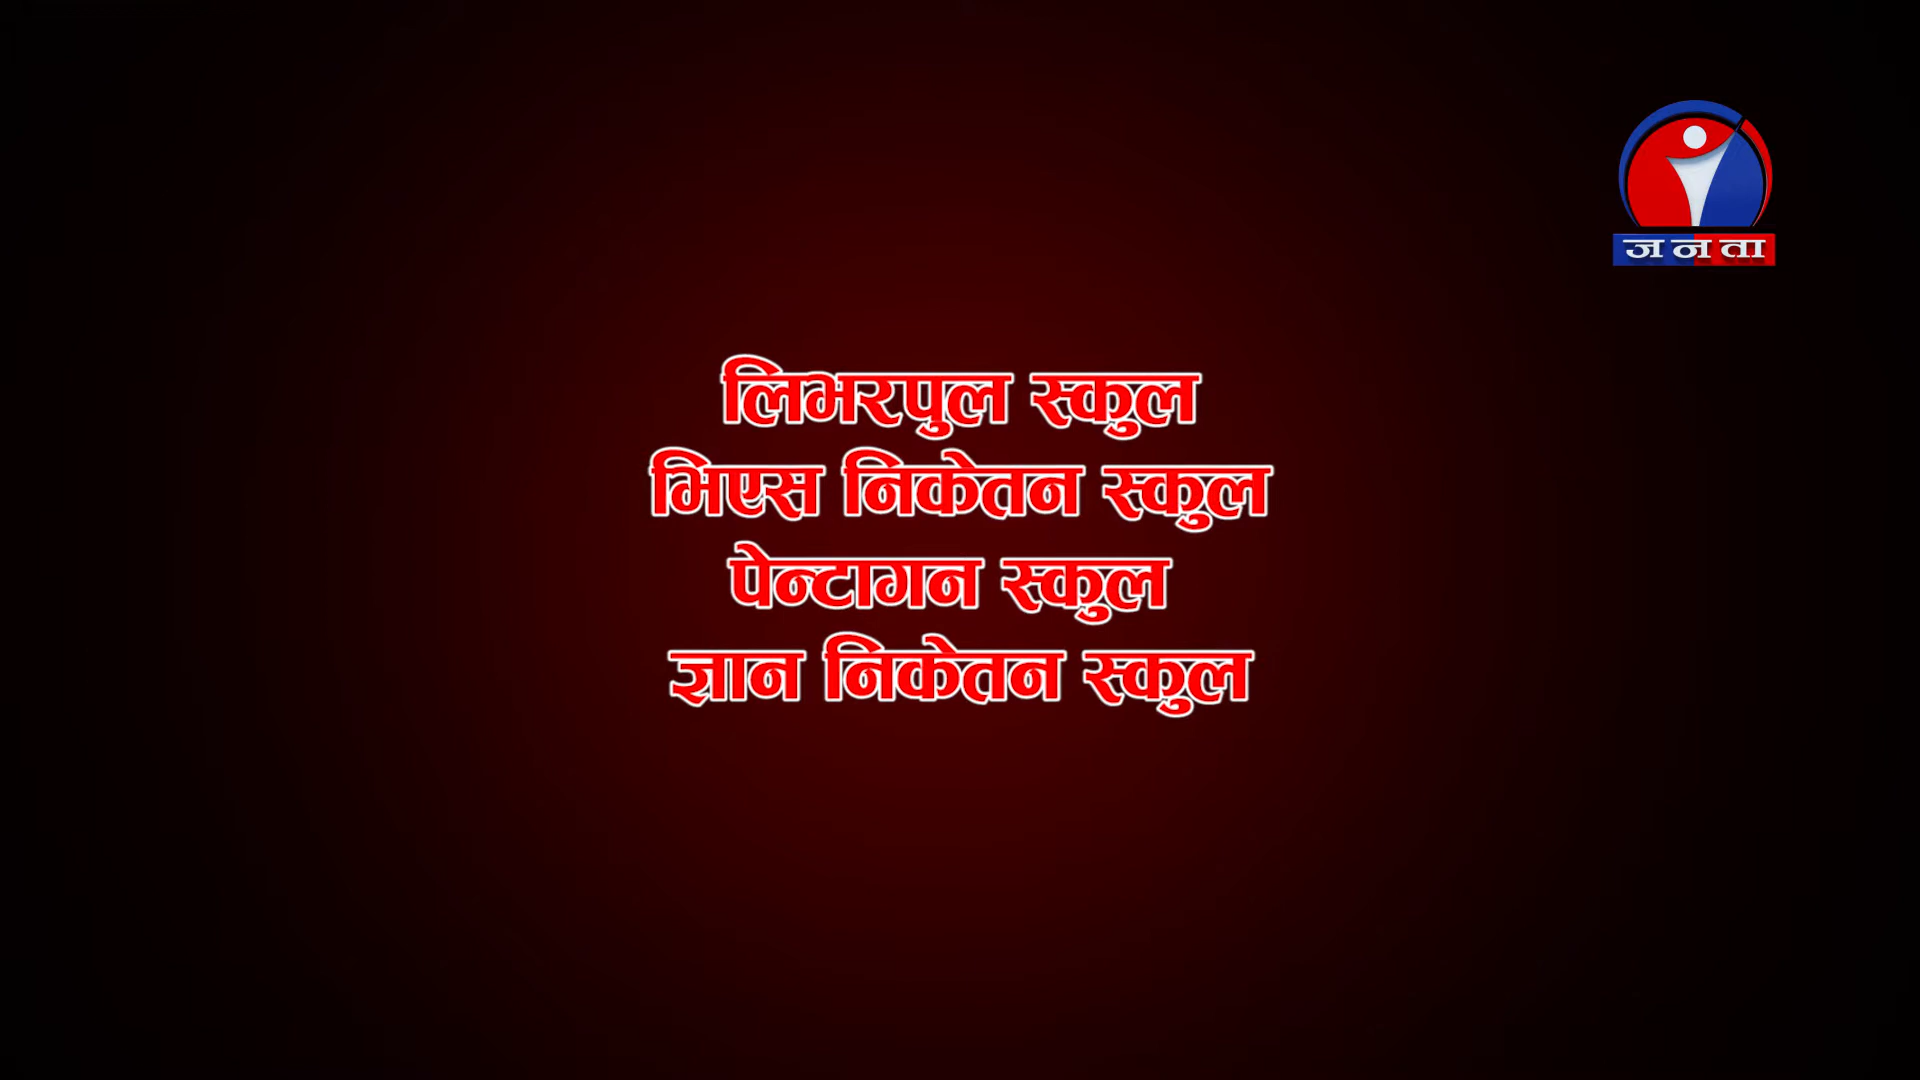 जनता
लिभरपुल स्कुल
भिएस निकेतन स्कुल
पेन्टागन स्कुल
ज्ञान निकेतन स्कुल